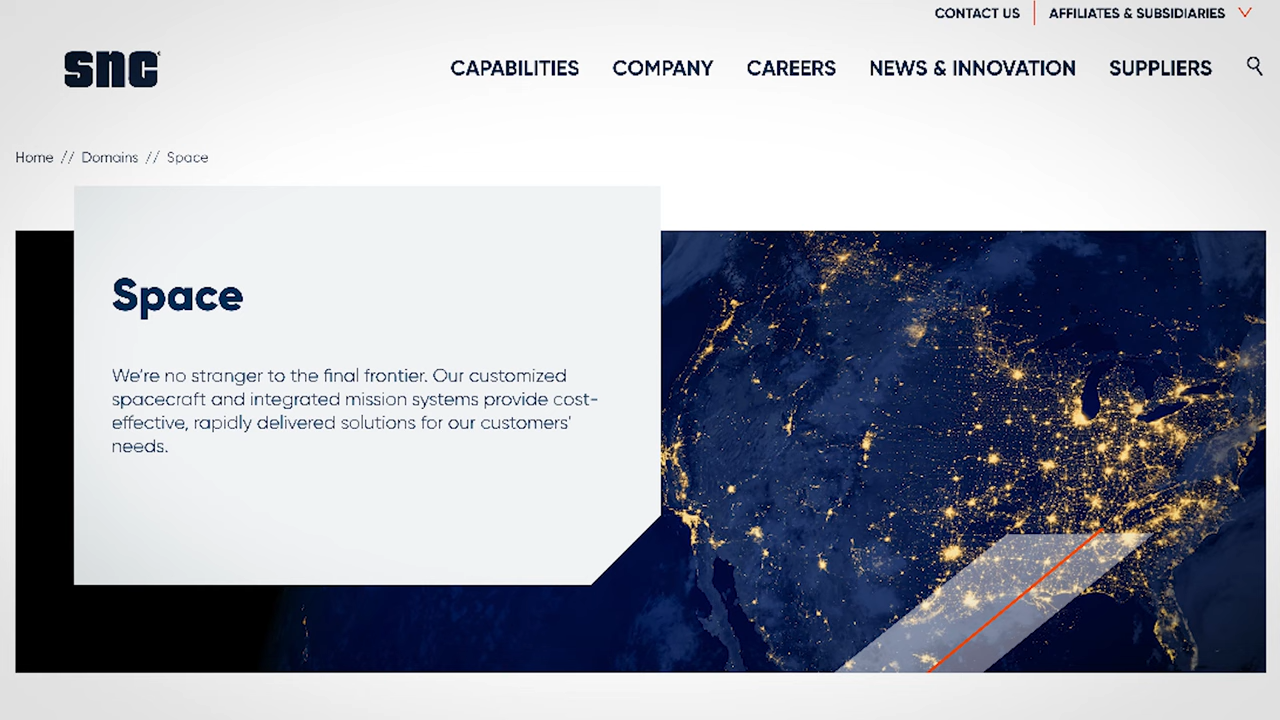 CONTACT US AFFILIATES & SUBSIDIARIES
snc
CAPABILITIES COMPANY CAREERS NEWS & INNOVATION SUPPLIERS
Home // Domains // Space
Space
We're no stranger to the final frontier. Our customized
spacecraft and integrated mission systems provide cost-
effective, rapidly delivered solutions for our customers'
needs.